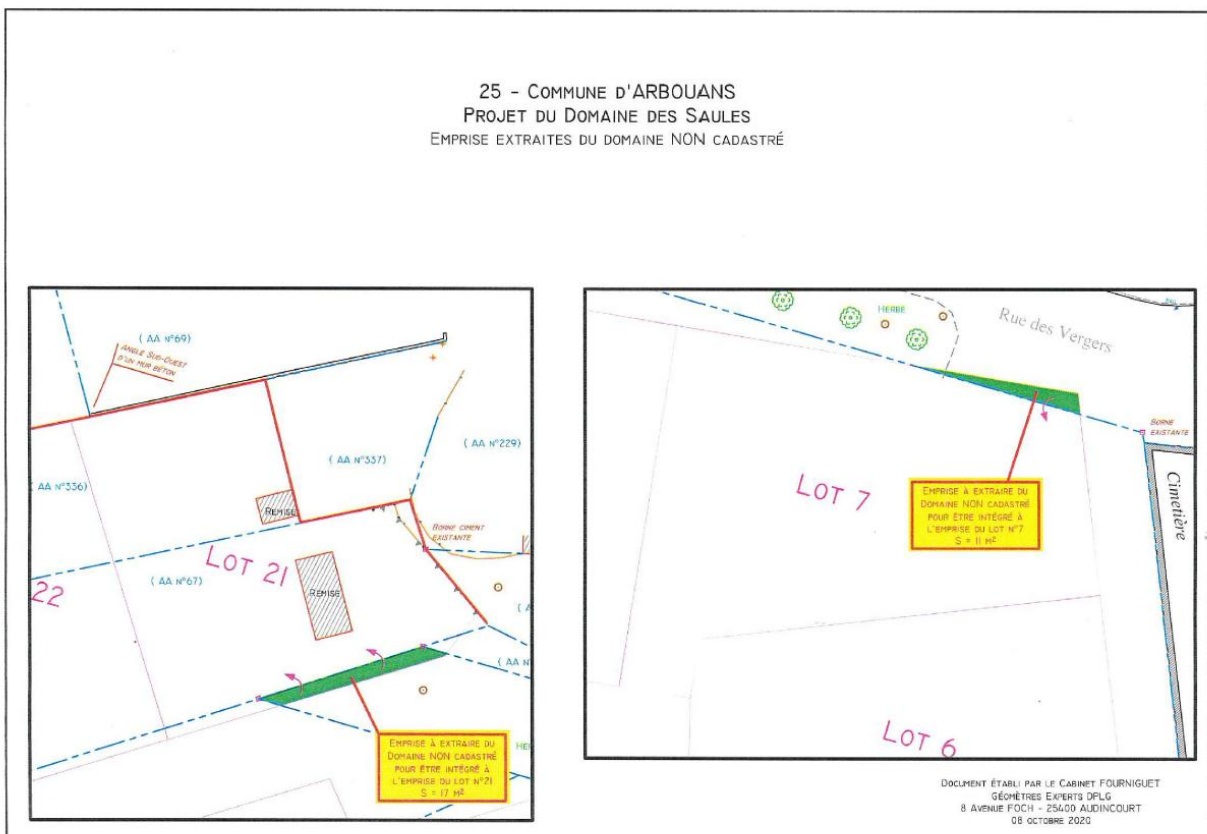 25 - COMMUNE D'ARBOUANS
PROJET DU DOMAINE DES SAULES
EMPRISE EXTRAITES DU DOMAINE NON CADASTRÉ
( AA N°69)
ANGLE SUD-OUEST
D'UN MUR BÉTON
( AA N°229)
( AA N°337)
( AA N°336)
REMISE
BORNE CIMENT
EXISTANTE
LOT 21
( AA N°67)
22
REMISE
( AA N
EMPRISE À EXTRAIRE DU
DOMAINE NON CADASTRÉ
POUR ÊTRE INTÉGRÉ À
L'EMPRISE DU LOT N°21
S = 17 M²
HERBE
Rue des Vergers
BORNE
EXISTANTE
LOT 7
Cimetière
EMPRISE À EXTRAIRE DU
DOMAINE NON CADASTRÉ
POUR ÊTRE INTÉGRÉ À
L'EMPRISE DU LOT N°7
S = 11 M²
LOT 6
DOCUMENT ÉTABLI PAR LE CABINET FOURNIGUET
GÉOMÈTRES EXPERTS DPLG
8 AVENUE FOCH - 25400 AUDINCOURT
08 OCTOBRE 2020